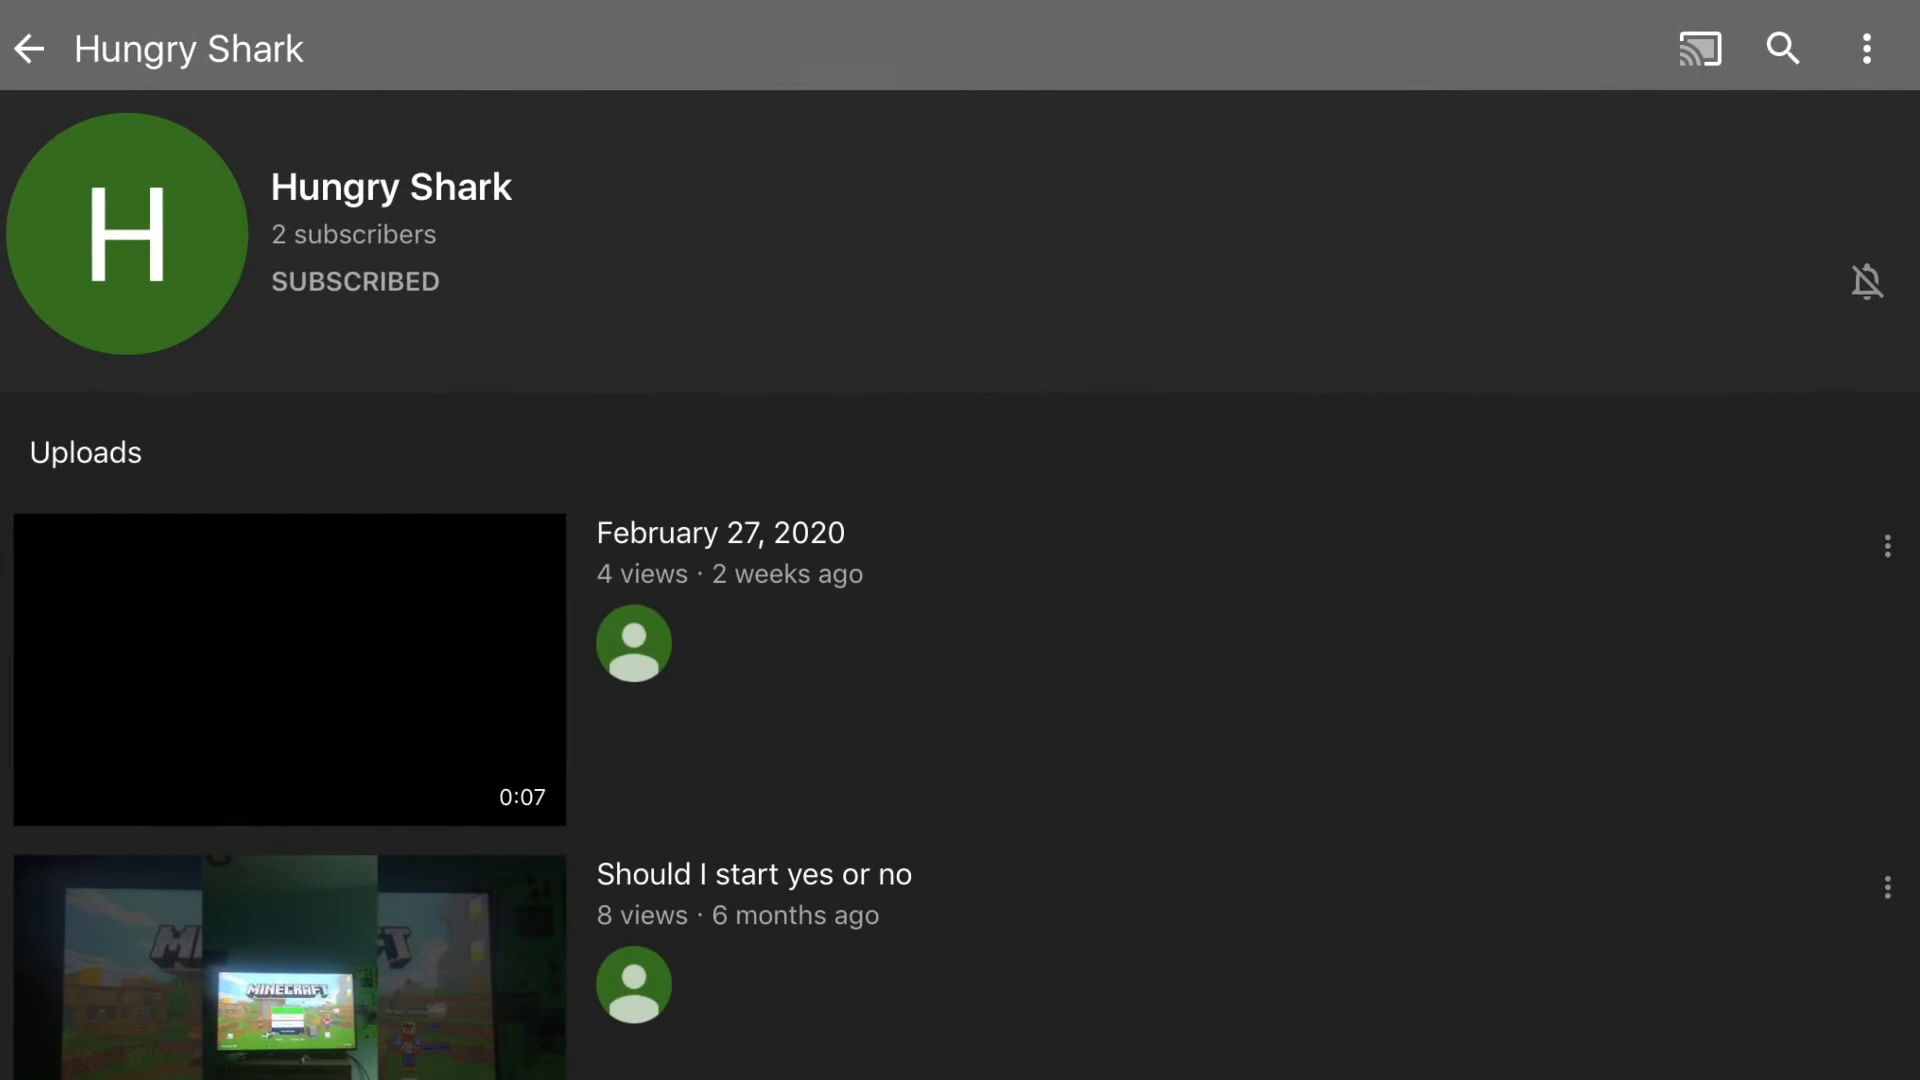 Hungry Shark
H
Hungry Shark
2 subscribers
SUBSCRIBED
Uploads
February 27, 2020
4 views · 2 weeks ago
0:07
Should I start yes or no
8 views · 6 months ago
MINECRAFT